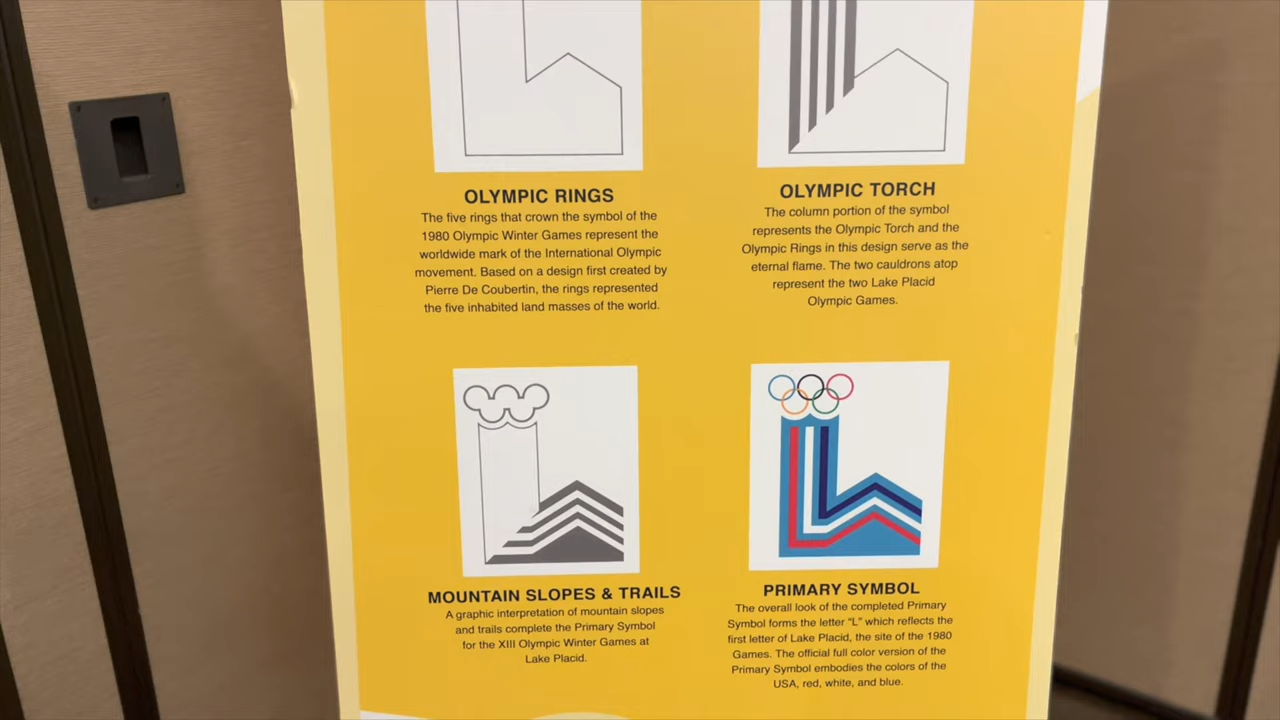 OLYMPIC RINGS
The five rings that crown the symbol of the
1980 Olympic Winter Games represent the
worldwide mark of the International Olympic
movement. Based on a design first created by
Pierre De Coubertin, the rings represented
the five inhabited land masses of the world.
OLYMPIC TORCH
The column portion of the symbol
represents the Olympic Torch and the
Olympic Rings in this design serve as the
eternal flame. The two cauldrons atop
represent the two Lake Placid
Olympic Games.
MOUNTAIN SLOPES & TRAILS
A graphic interpretation of mountain slopes
and trails complete the Primary Symbol
for the XIII Olympic Winter Games at
Lake Placid.
PRIMARY SYMBOL
The overall look of the completed Primary
Symbol forms the letter “L” which reflects the
first letter of Lake Placid, the site of the 1980
Games. The official full color version of the
Primary Symbol embodies the colors of the
USA, red, white, and blue.